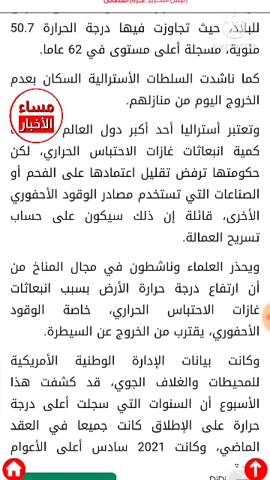 للبلاد، حيث تجاوزت فيها درجة الحرارة 50.7
مئوية، مسجلة أعلى مستوى في 62 عاما.
كما ناشدت السلطات الأسترالية السكان بعدم
الخروج اليوم من منازلهم.
مساء
الأخبار
وتعتبر أستراليا أحد أكبر دول العالم
كمية انبعاثات غازات الاحتباس الحراري، لكن
حكومتها ترفض تقليل اعتمادها على الفحم أو
الصناعات التي تستخدم مصادر الوقود الأحفوري
الأخرى، قائلة إن ذلك سيكون على حساب
تسريح العمالة.
ويحذر العلماء وناشطون في مجال المناخ من
أن ارتفاع درجة حرارة الأرض بسبب انبعاثات
غازات الاحتباس الحراري، خاصة الوقود
الأحفوري، يقترب من الخروج عن السيطرة.
وكانت بيانات الإدارة الوطنية الأمريكية
للمحيطات والغلاف الجوي، قد كشفت هذا
الأسبوع أن السنوات التي سجلت أعلى درجة
حرارة على الإطلاق كانت جميعا في العقد
الماضي، وكانت 2021 سادس أعلى الأعوام